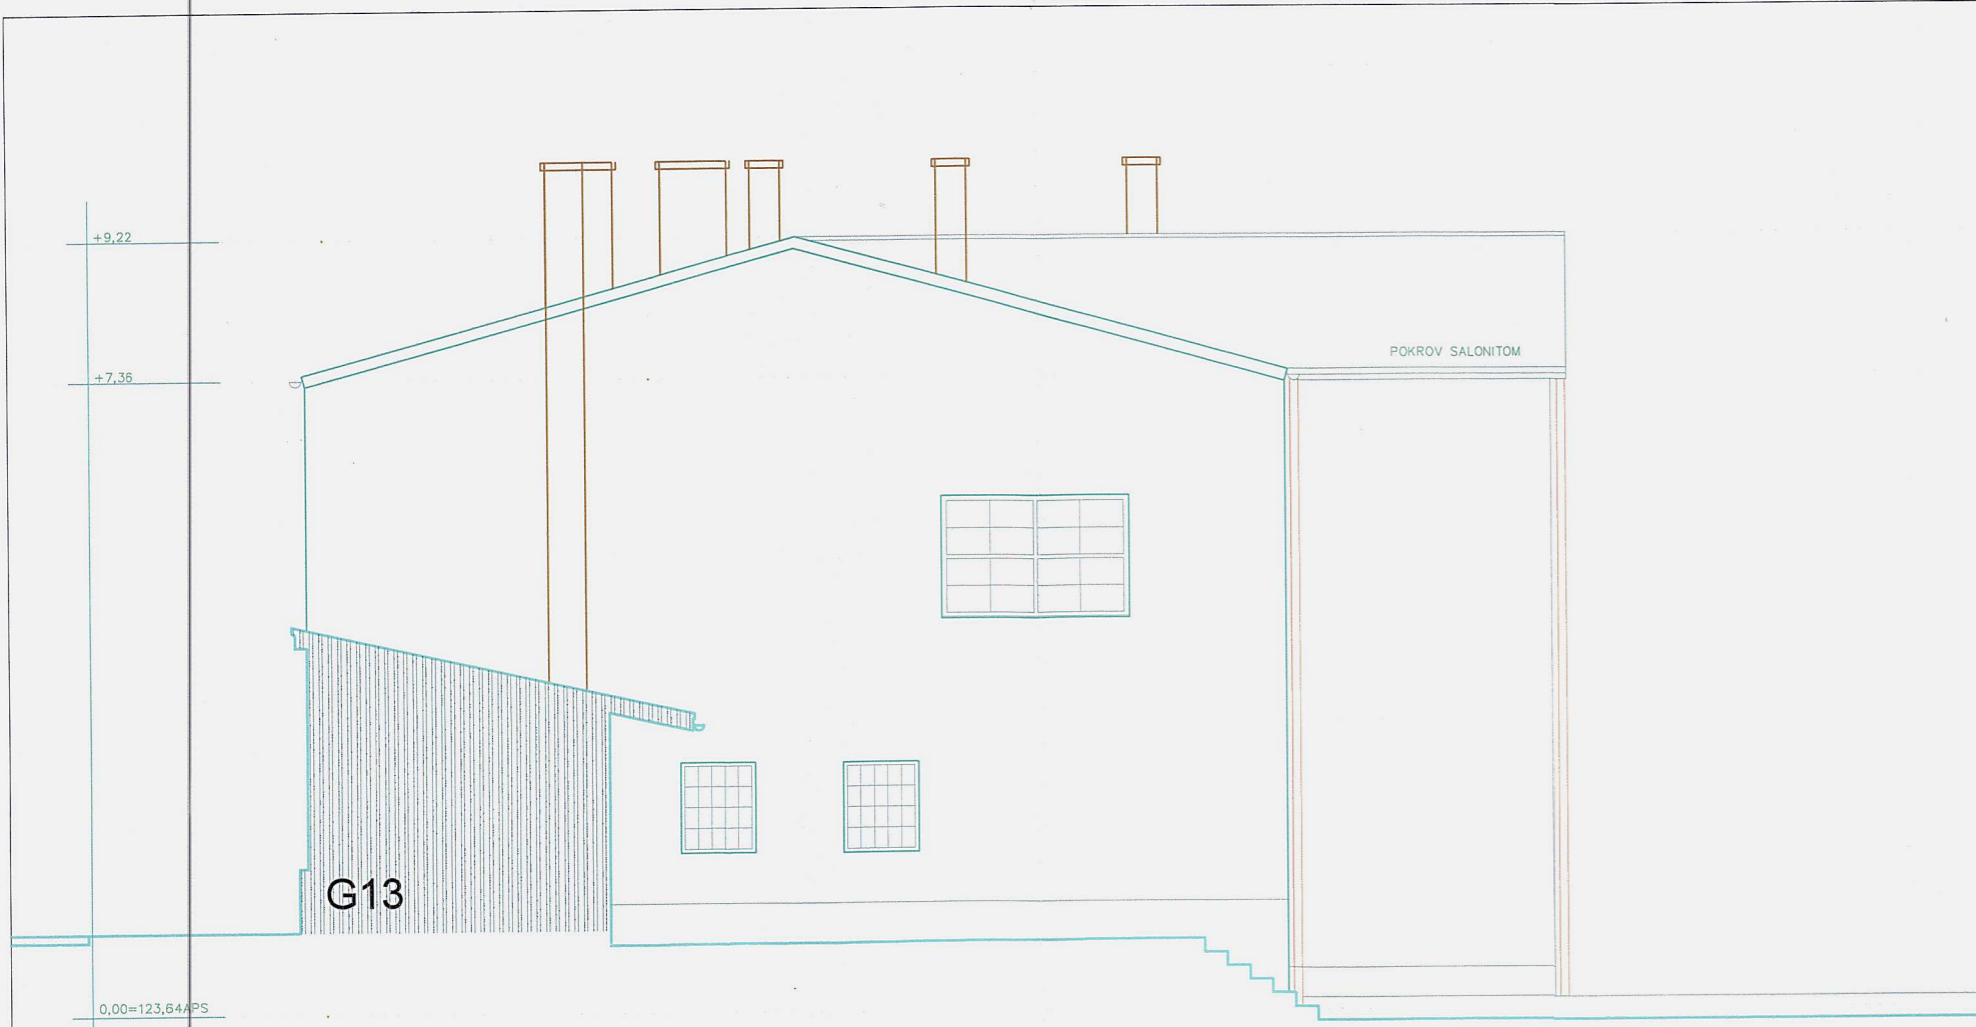 +9,22
POKROV SALONITOM
+7,36
G13
0,00=123,64APS